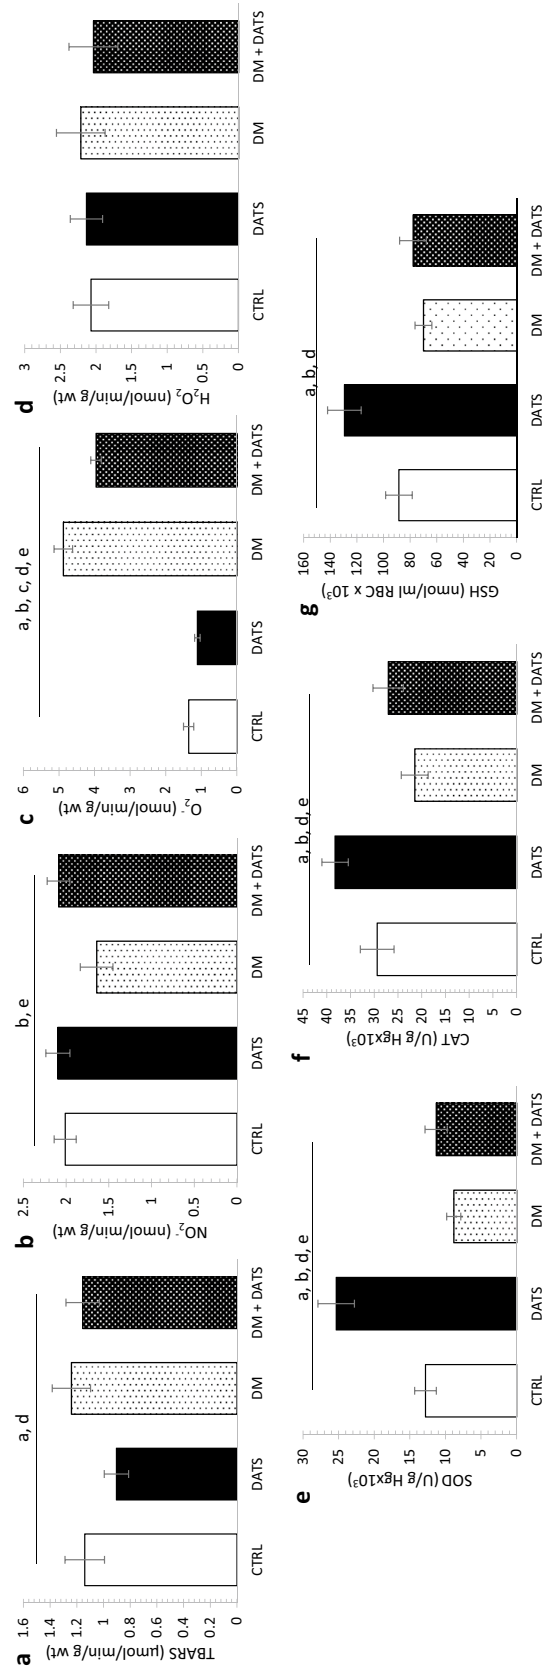 a
TBARS (µmol/min/g wt)
1.6
1.4
1.2
1
0.8
0.6
0.4
0.2
0
a, d
CTRL DATS DM DM + DATS
b
NO₂⁻ (nmol/min/g wt)
2.5
2
1.5
1
0.5
0
b, e
CTRL DATS DM DM + DATS
c
O₂⁻ (nmol/min/g wt)
6
5
4
3
2
1
0
a, b, c, d, e
CTRL DATS DM DM + DATS
d
H₂O₂ (nmol/min/g wt)
3
2.5
2
1.5
1
0.5
0
CTRL DATS DM DM + DATS
e
SOD (U/g Hgx10³)
30
25
20
15
10
5
0
a, b, d, e
CTRL DATS DM DM + DATS
f
CAT (U/g Hgx10³)
45
40
35
30
25
20
15
10
5
0
a, b, d, e
CTRL DATS DM DM + DATS
g
GSH (nmol/ml RBC x 10³)
160
140
120
100
80
60
40
20
0
a, b, d
CTRL DATS DM DM + DATS